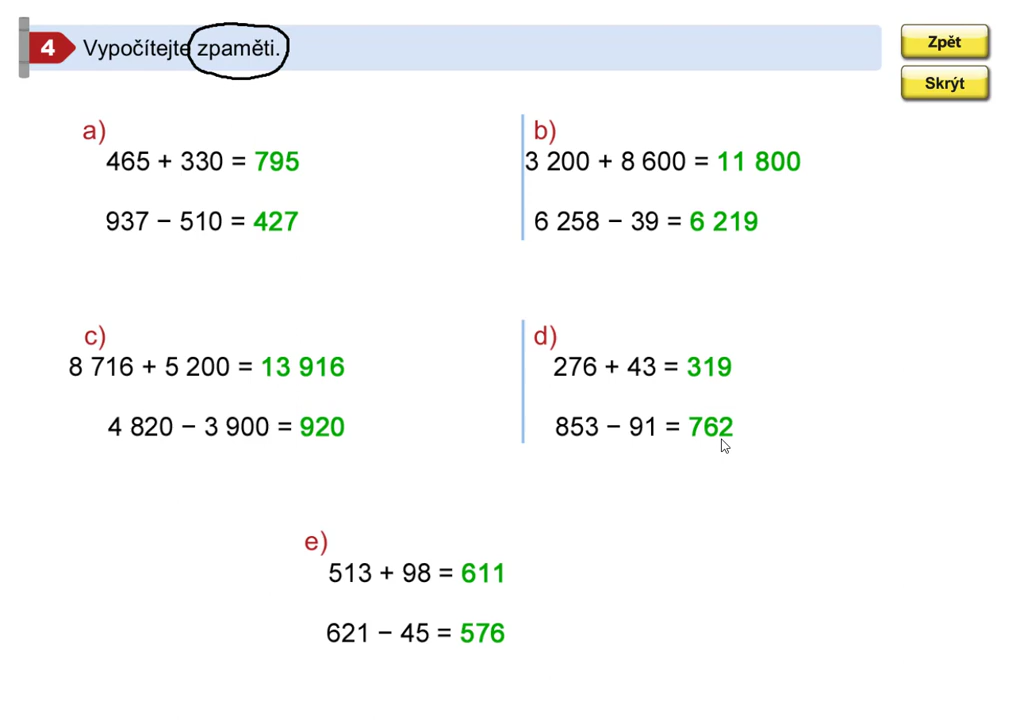 4 Vypočítejte zpaměti.
Zpět
Skrýt
a)
465 + 330 = 795
937 − 510 = 427
b)
3 200 + 8 600 = 11 800
6 258 − 39 = 6 219
c)
8 716 + 5 200 = 13 916
4 820 − 3 900 = 920
d)
276 + 43 = 319
853 − 91 = 762
e)
513 + 98 = 611
621 − 45 = 576